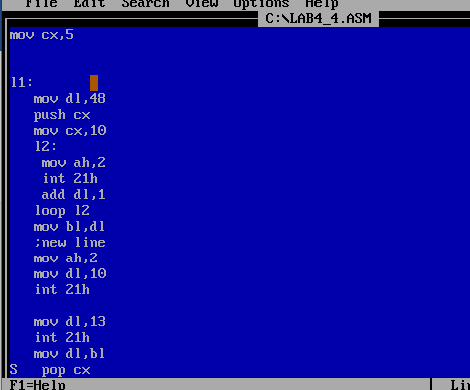 File Edit Search View Options Help
C:\LAB4_4.ASM
mov cx,5
l1:
mov dl,48
push cx
mov cx,10
l2:
mov ah,2
int 21h
add dl,1
loop l2
mov bl,dl
;new line
mov ah,2
mov dl,10
int 21h
mov dl,13
int 21h
mov dl,bl
S pop cx
F1=Help